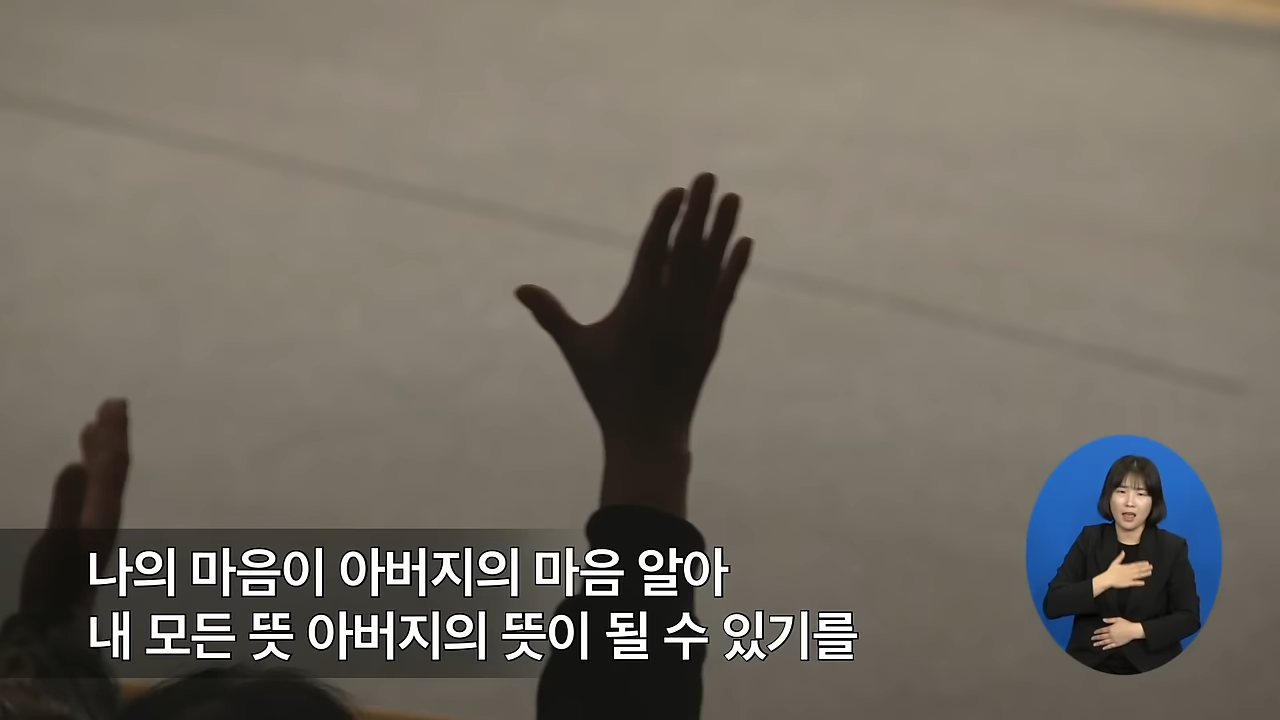 나의 마음이 아버지의 마음 알아
내 모든 뜻 아버지의 뜻이 될 수 있기를